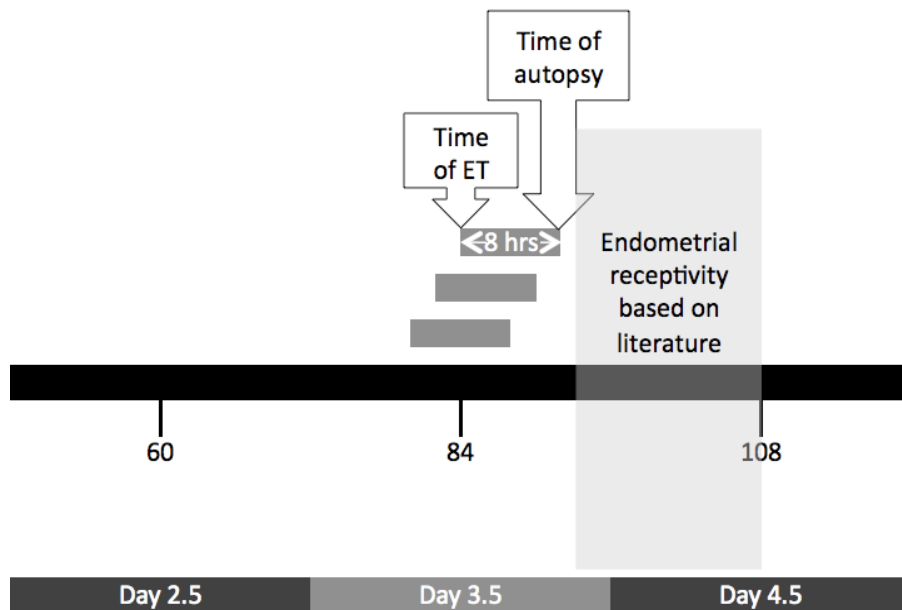 Time of
autopsy
Time
of ET
8 hrs
Endometrial
receptivity
based on
literature
60
84
108
Day 2.5
Day 3.5
Day 4.5